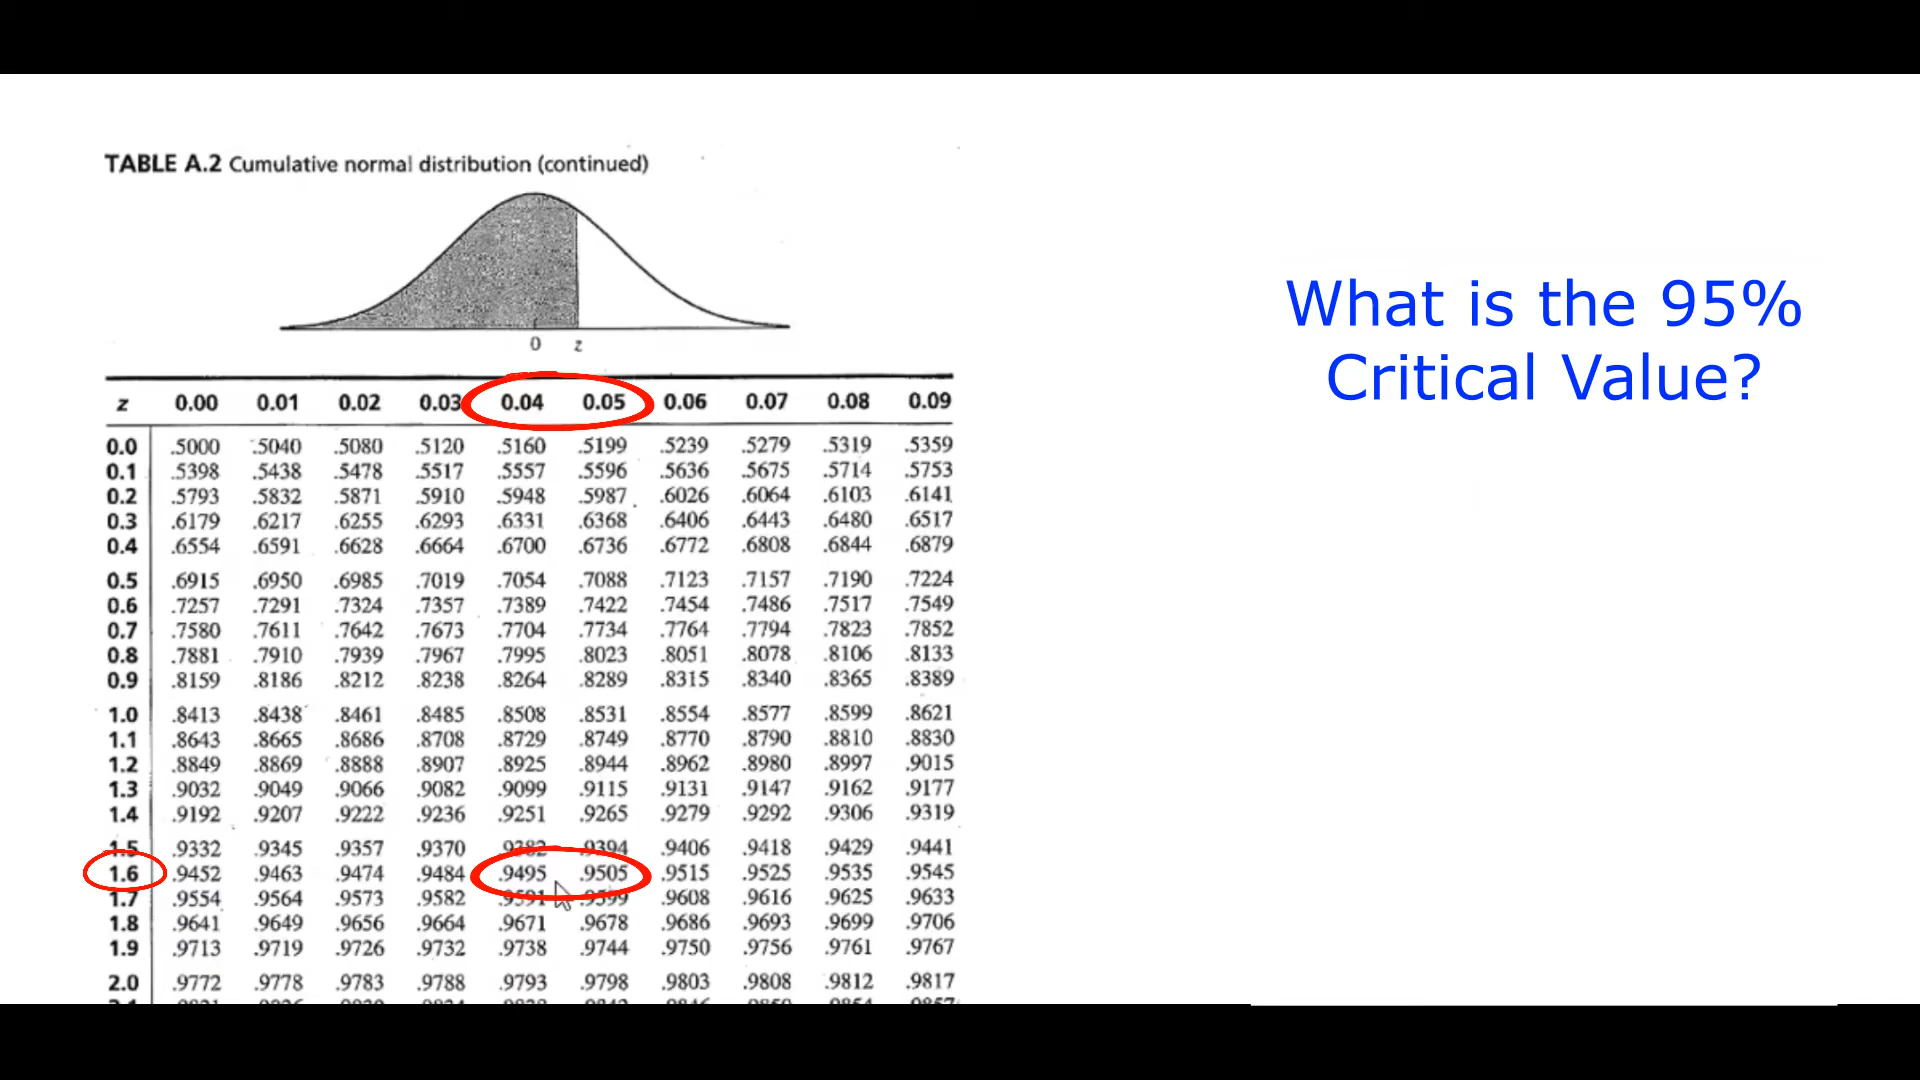 TABLE A.2 Cumulative normal distribution (continued)
0 z
z 0.00 0.01 0.02 0.03 0.04 0.05 0.06 0.07 0.08 0.09
0.0 .5000 .5040 .5080 .5120 .5160 .5199 .5239 .5279 .5319 .5359
0.1 .5398 .5438 .5478 .5517 .5557 .5596 .5636 .5675 .5714 .5753
0.2 .5793 .5832 .5871 .5910 .5948 .5987 .6026 .6064 .6103 .6141
0.3 .6179 .6217 .6255 .6293 .6331 .6368 .6406 .6443 .6480 .6517
0.4 .6554 .6591 .6628 .6664 .6700 .6736 .6772 .6808 .6844 .6879
0.5 .6915 .6950 .6985 .7019 .7054 .7088 .7123 .7157 .7190 .7224
0.6 .7257 .7291 .7324 .7357 .7389 .7422 .7454 .7486 .7517 .7549
0.7 .7580 .7611 .7642 .7673 .7704 .7734 .7764 .7794 .7823 .7852
0.8 .7881 .7910 .7939 .7967 .7995 .8023 .8051 .8078 .8106 .8133
0.9 .8159 .8186 .8212 .8238 .8264 .8289 .8315 .8340 .8365 .8389
1.0 .8413 .8438 .8461 .8485 .8508 .8531 .8554 .8577 .8599 .8621
1.1 .8643 .8665 .8686 .8708 .8729 .8749 .8770 .8790 .8810 .8830
1.2 .8849 .8869 .8888 .8907 .8925 .8944 .8962 .8980 .8997 .9015
1.3 .9032 .9049 .9066 .9082 .9099 .9115 .9131 .9147 .9162 .9177
1.4 .9192 .9207 .9222 .9236 .9251 .9265 .9279 .9292 .9306 .9319
1.5 .9332 .9345 .9357 .9370 .9382 .9394 .9406 .9418 .9429 .9441
1.6 .9452 .9463 .9474 .9484 .9495 .9505 .9515 .9525 .9535 .9545
1.7 .9554 .9564 .9573 .9582 .9591 .9599 .9608 .9616 .9625 .9633
1.8 .9641 .9649 .9656 .9664 .9671 .9678 .9686 .9693 .9699 .9706
1.9 .9713 .9719 .9726 .9732 .9738 .9744 .9750 .9756 .9761 .9767
2.0 .9772 .9778 .9783 .9788 .9793 .9798 .9803 .9808 .9812 .9817
What is the 95%
Critical Value?